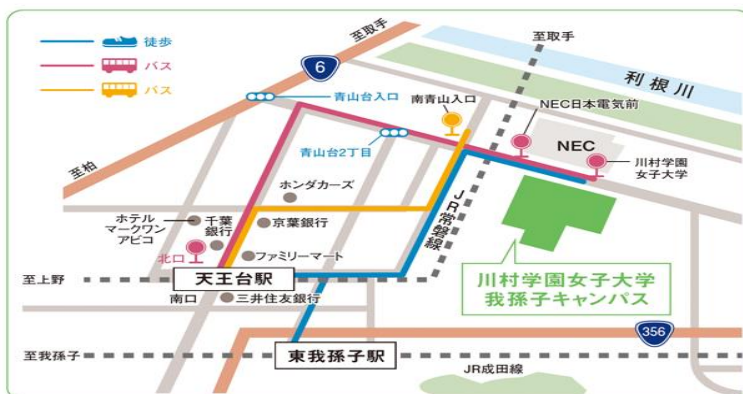 徒歩
バス
バス
6
至取手
利根川
青山台入口
南青山入口
NEC日本電気前
NEC
川村学園
女子大学
青山台2丁目
至柏
ホンダカーズ
JR常磐線
ホテル
マークワン
アビコ
千葉
銀行
京葉銀行
北口
ファミリーマート
川村学園女子大学
我孫子キャンパス
至上野
天王台駅
南口
三井住友銀行
356
至我孫子
東我孫子駅
JR成田線